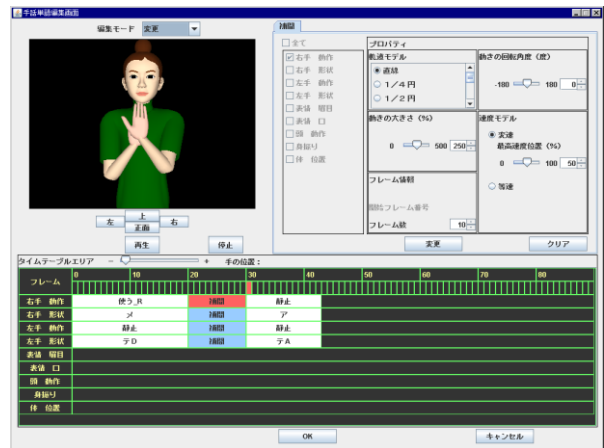 手話単語編集画面
編集モード 変更
左 上 右
正面
再生 停止
補間
全て
右手 動作
右手 形状
左手 動作
左手 形状
表情 眉目
表情 口
頭 動作
身振り
体 位置
プロパティ
軌道モデル
直線
1/4円
1/2円
動きの回転角度 (度)
-180 180 0
動きの大きさ (%)
0 500 250
速度モデル
変速
最高速度位置 (%)
0 100 50
等速
フレーム情報
開始フレーム番号
フレーム数 10
変更 クリア
タイムテーブルエリア - + 手の位置:
フレーム 0 10 20 30 40 50 60 70 80
右手 動作 使う_R 補間 静止
右手 形状 メ 補間 ア
左手 動作 静止 補間 静止
左手 形状 テD 補間 テA
表情 眉目
表情 口
頭 動作
身振り
体 位置
OK キャンセル